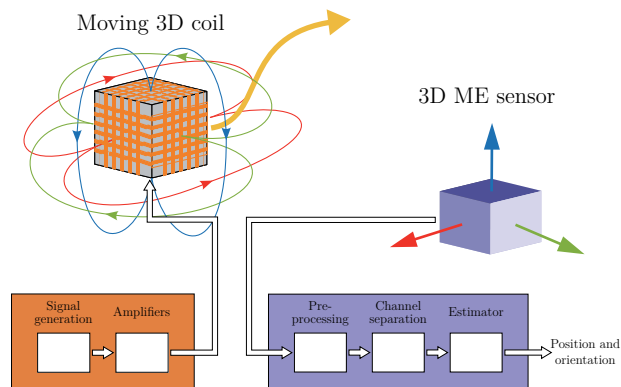 Moving 3D coil
3D ME sensor
Signal
generation
Amplifiers
Pre-
processing
Channel
separation
Estimator
Position and
orientation